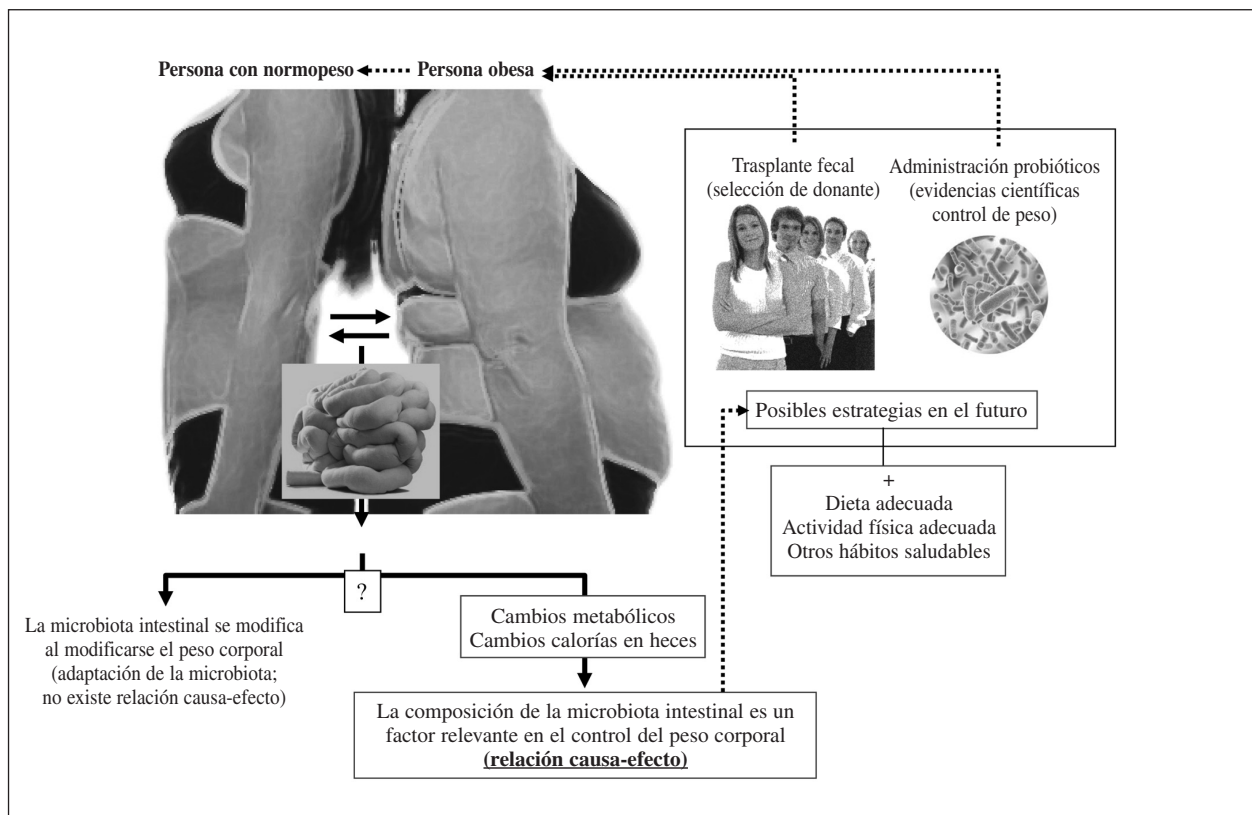 Persona con normopeso
Persona obesa
Trasplante fecal
(selección de donante)
Administración probióticos
(evidencias científicas
control de peso)
Posibles estrategias en el futuro
+
Dieta adecuada
Actividad física adecuada
Otros hábitos saludables
?
La microbiota intestinal se modifica
al modificarse el peso corporal
(adaptación de la microbiota;
no existe relación causa-efecto)
Cambios metabólicos
Cambios calorías en heces
La composición de la microbiota intestinal es un
factor relevante en el control del peso corporal
(relación causa-efecto)